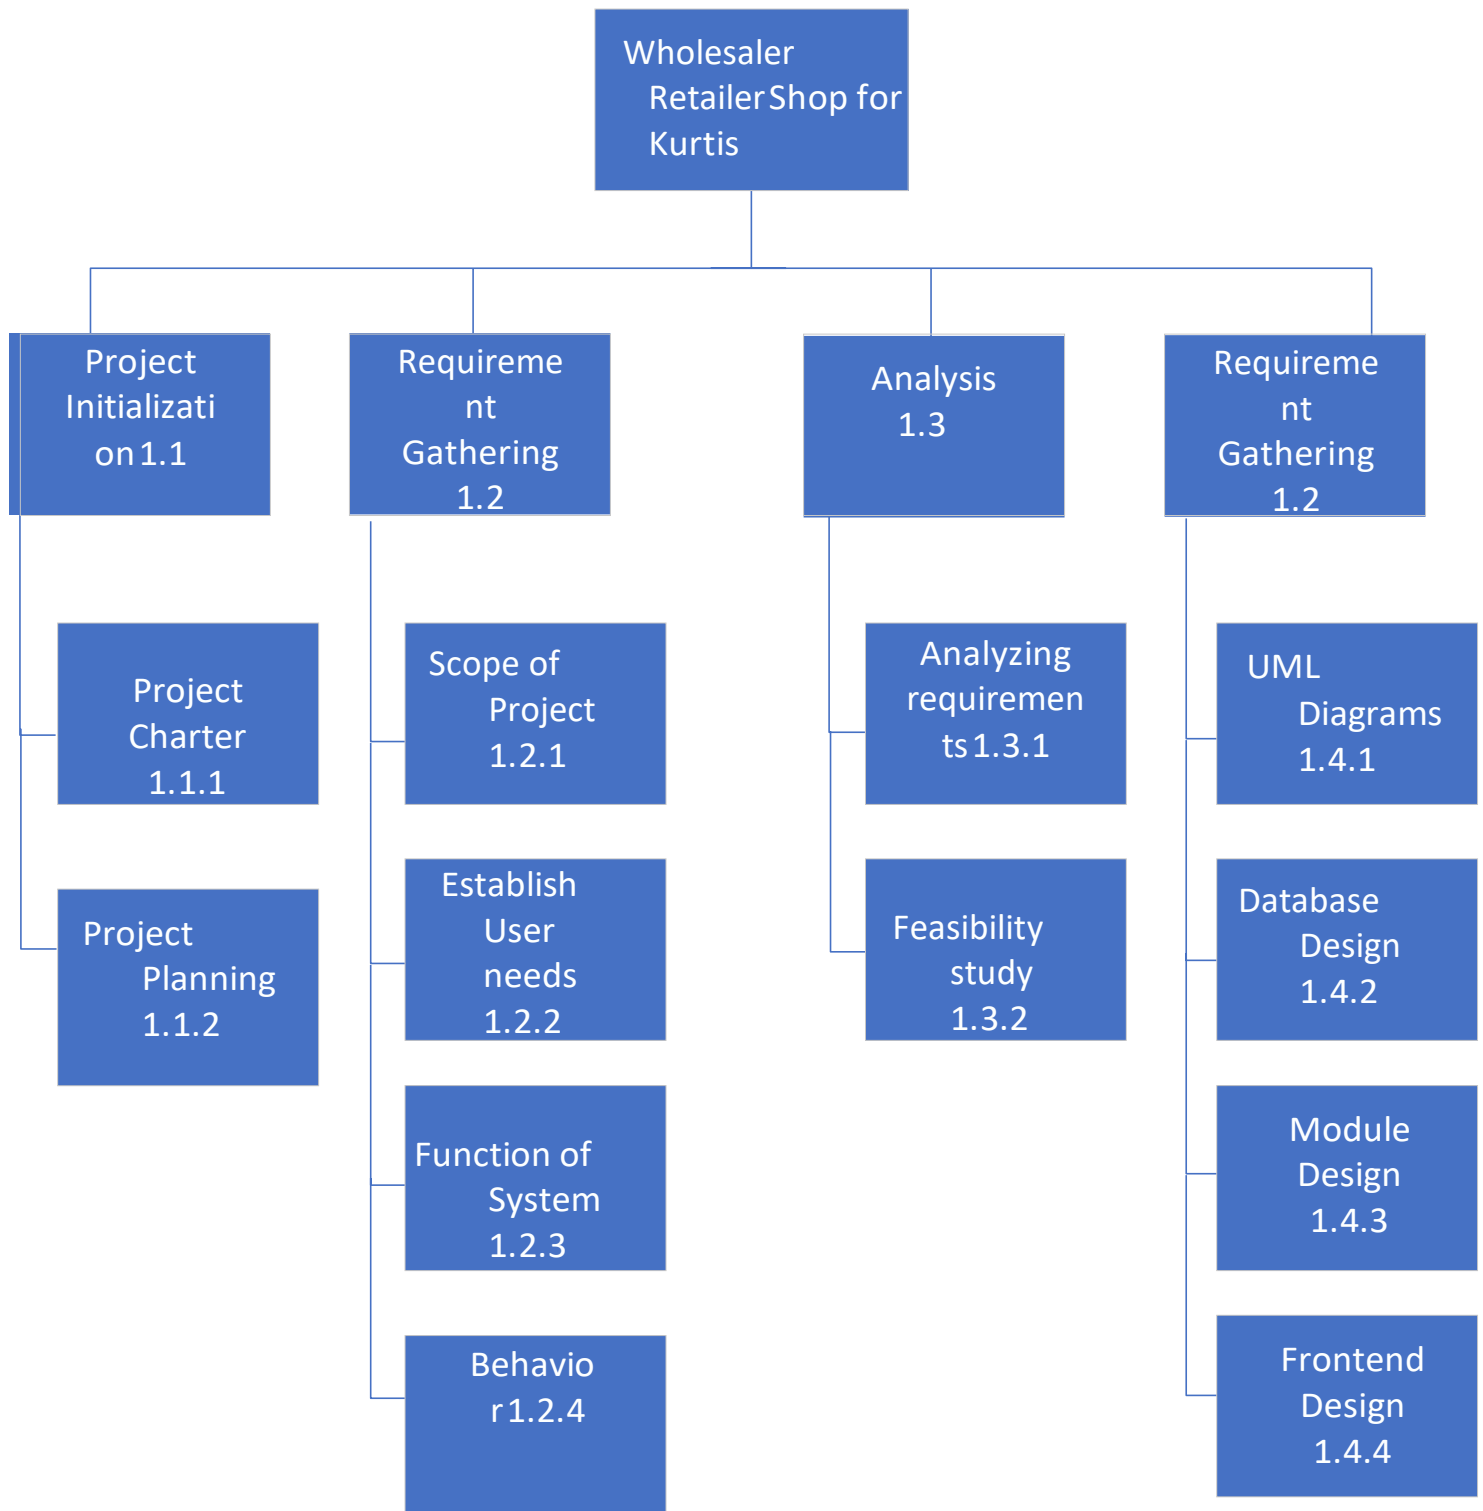 Wholesaler
Retailer Shop for
Kurtis
Project
Initializati
on 1.1
Requireme
nt
Gathering
1.2
Analysis
1.3
Requireme
nt
Gathering
1.2
Project
Charter
1.1.1
Scope of
Project
1.2.1
Analyzing
requiremen
ts 1.3.1
UML
Diagrams
1.4.1
Project
Planning
1.1.2
Establish
User
needs
1.2.2
Feasibility
study
1.3.2
Database
Design
1.4.2
Function of
System
1.2.3
Module
Design
1.4.3
Behavio
r 1.2.4
Frontend
Design
1.4.4